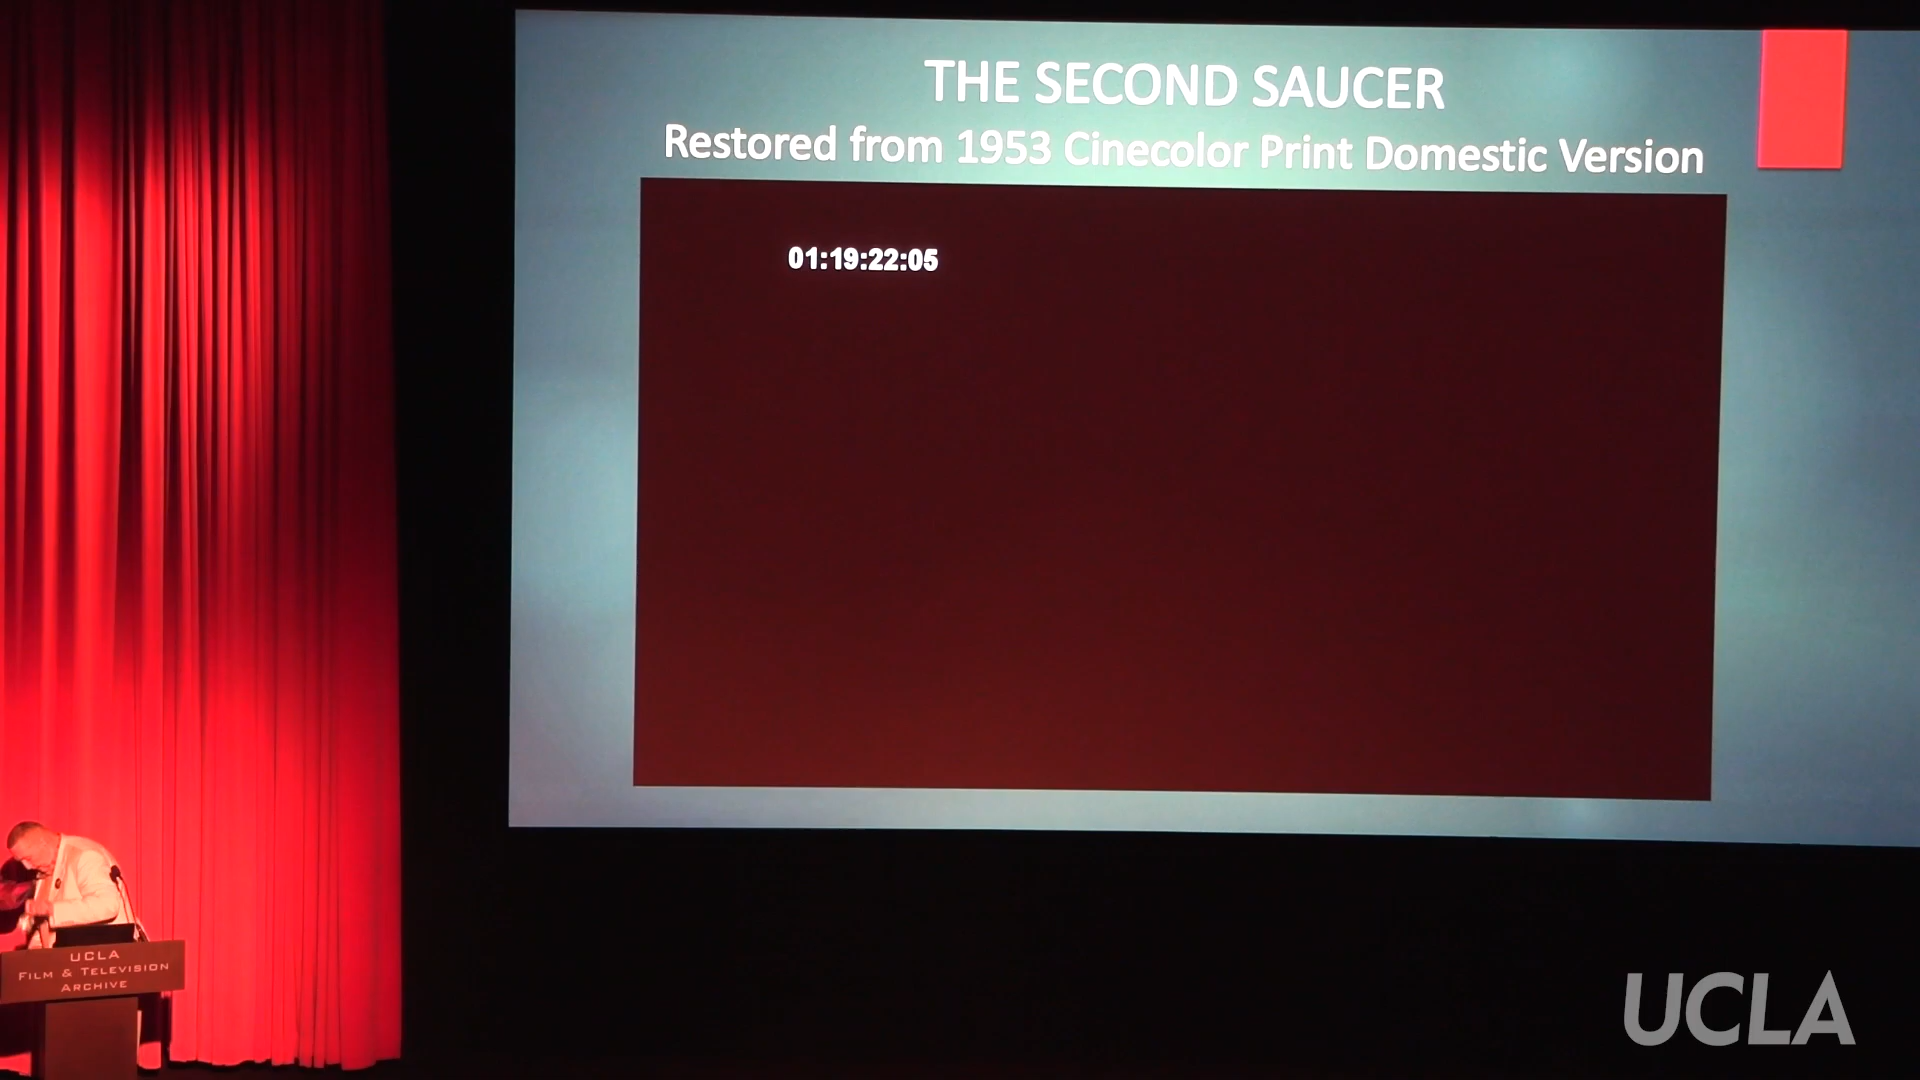 THE SECOND SAUCER
Restored from 1953 Cinecolor Print Domestic Version
01:19:22:05
UCLA
FILM & TELEVISION
ARCHIVE
UCLA